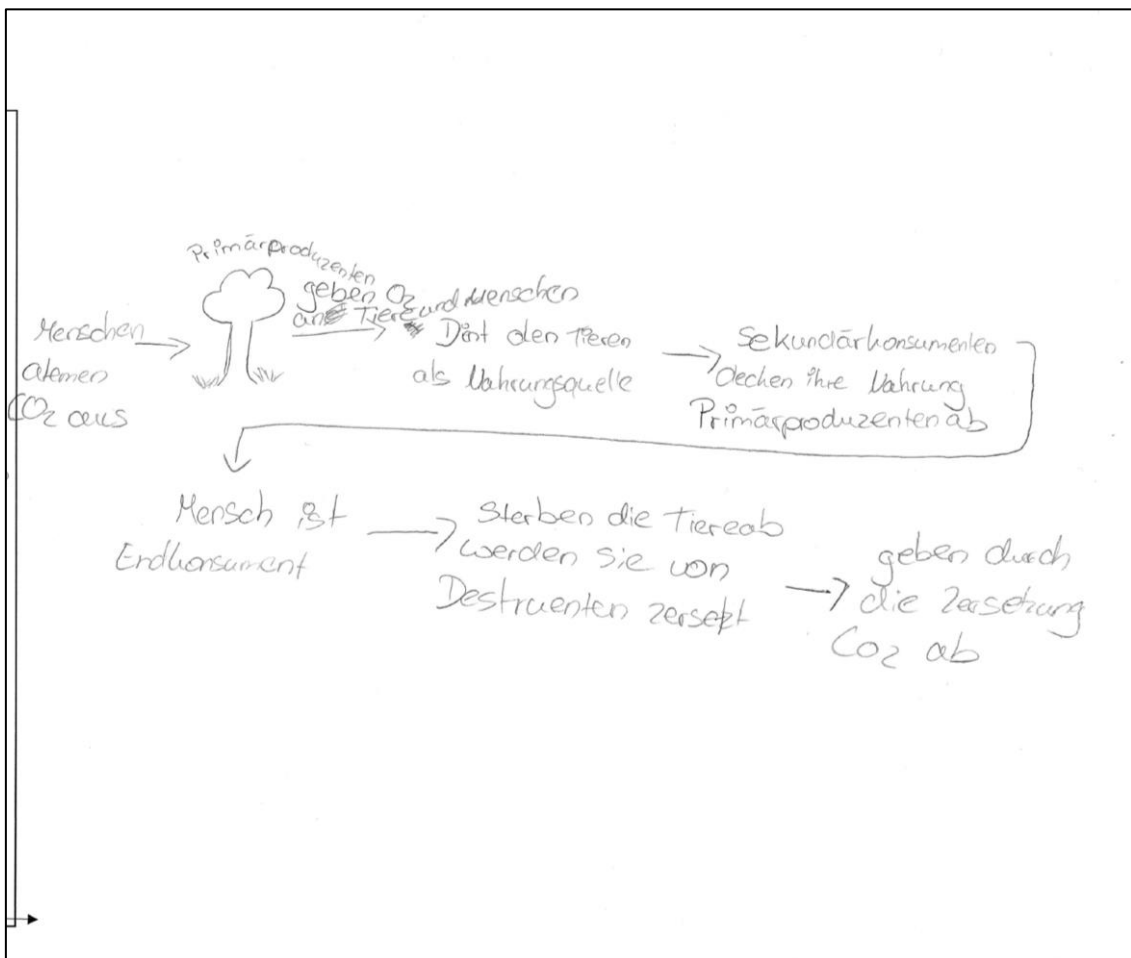 Primärproduzenten
geben O2
an Tiere und Menschen
Menschen
atmen
CO2 aus
Dint den Tieren
als Nahrungsquelle
Sekundärkonsumenten
decken ihre Nahrung
Primärproduzenten ab
Mensch ist
Endkonsument
Sterben die Tiere ab
werden sie von
Destruenten zersetzt
geben durch
die Zersetzung
CO2 ab